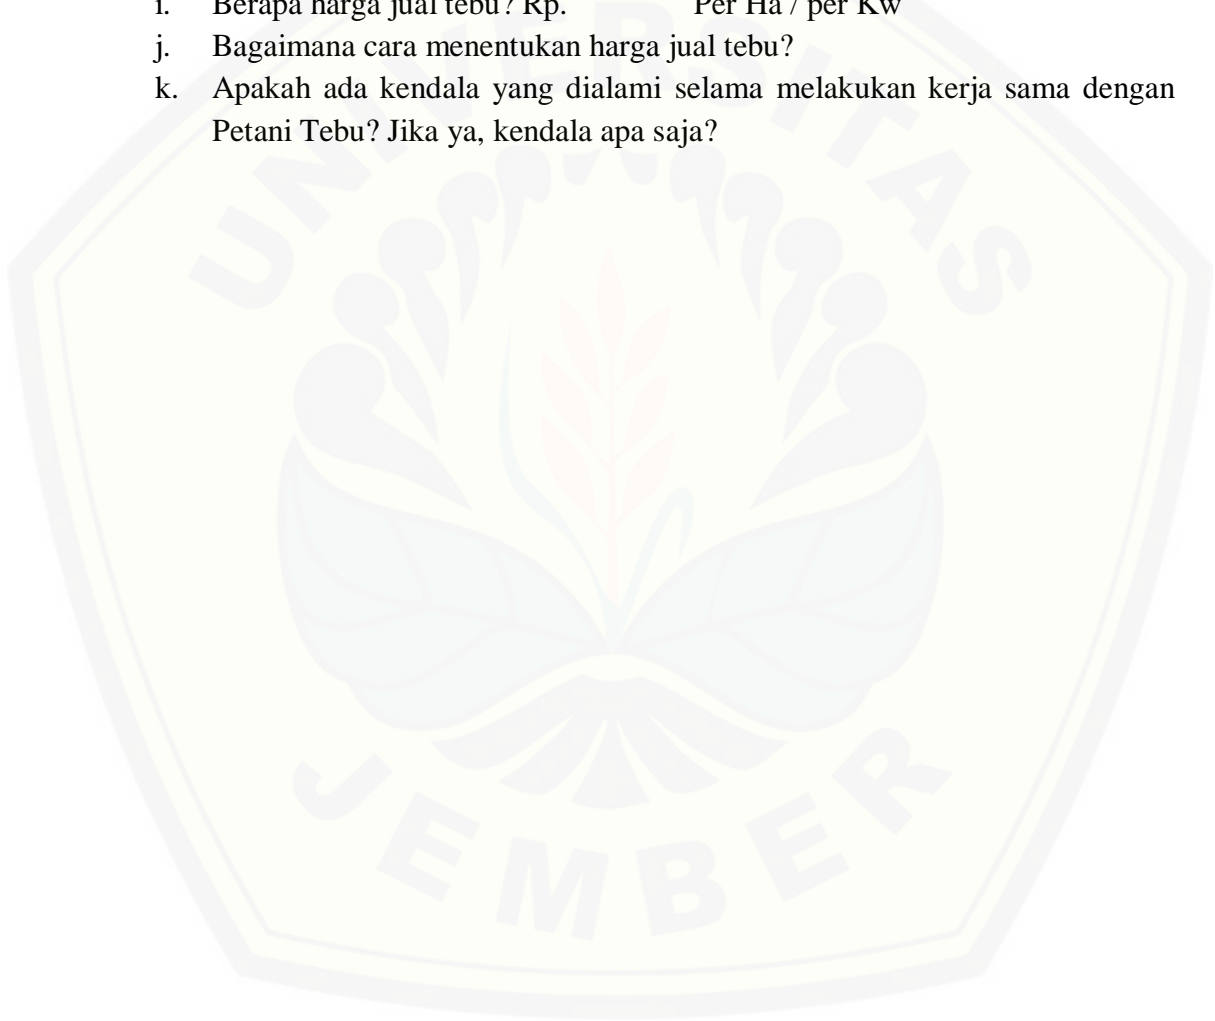 i. Berapa harga jual tebu? Rp. Per Ha / per Kw
j. Bagaimana cara menentukan harga jual tebu?
k. Apakah ada kendala yang dialami selama melakukan kerja sama dengan
Petani Tebu? Jika ya, kendala apa saja?
UNIVERSITAS
JEMBER